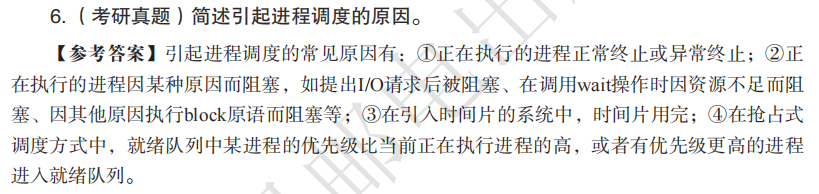 6.（考研真题）简述引起进程调度的原因。
【参考答案】引起进程调度的常见原因有：①正在执行的进程正常终止或异常终止；②正
在执行的进程因某种原因而阻塞，如提出I/O请求后被阻塞、在调用wait操作时因资源不足而阻
塞、因其他原因执行block原语而阻塞等；③在引入时间片的系统中，时间片用完；④在抢占式
调度方式中，就绪队列中某进程的优先级比当前正在执行进程的高，或者有优先级更高的进程
进入就绪队列。